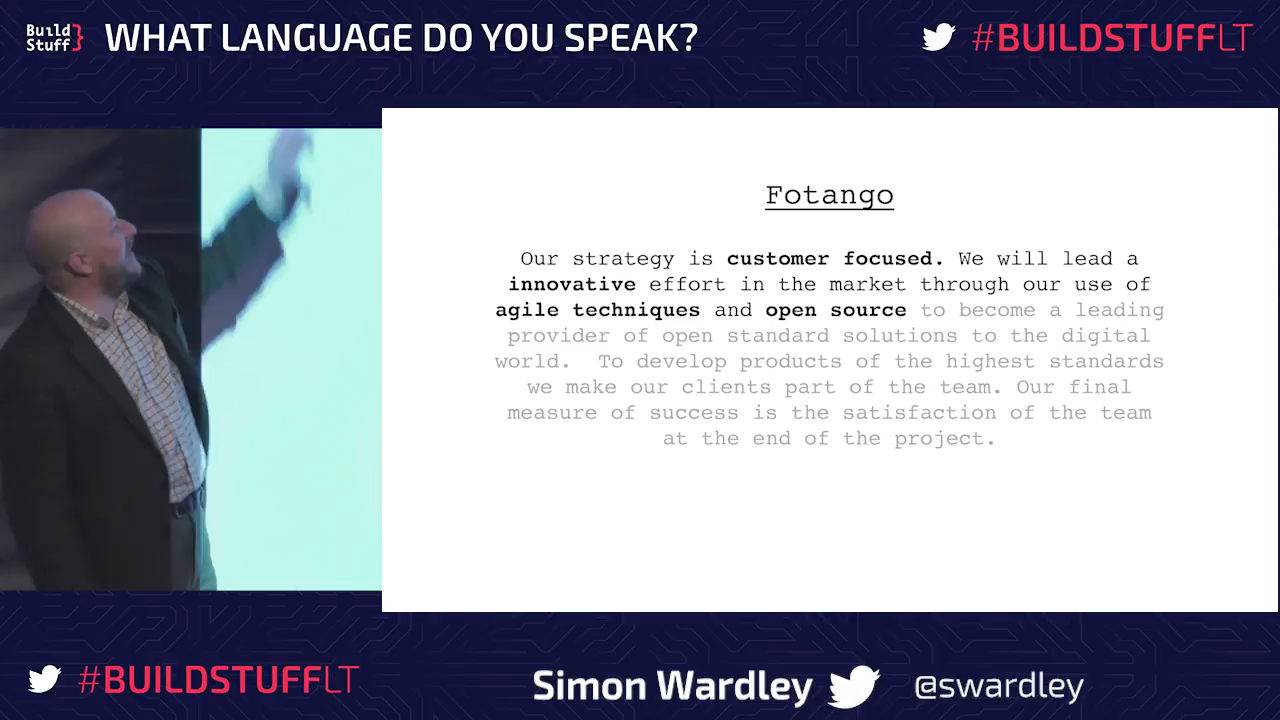 Build
Stuff}
WHAT LANGUAGE DO YOU SPEAK?
#BUILDSTUFFLT
Fotango
Our strategy is customer focused. We will lead a
innovative effort in the market through our use of
agile techniques and open source to become a leading
provider of open standard solutions to the digital
world. To develop products of the highest standards
we make our clients part of the team. Our final
measure of success is the satisfaction of the team
at the end of the project.
#BUILDSTUFFLT
Simon Wardley
@swardley